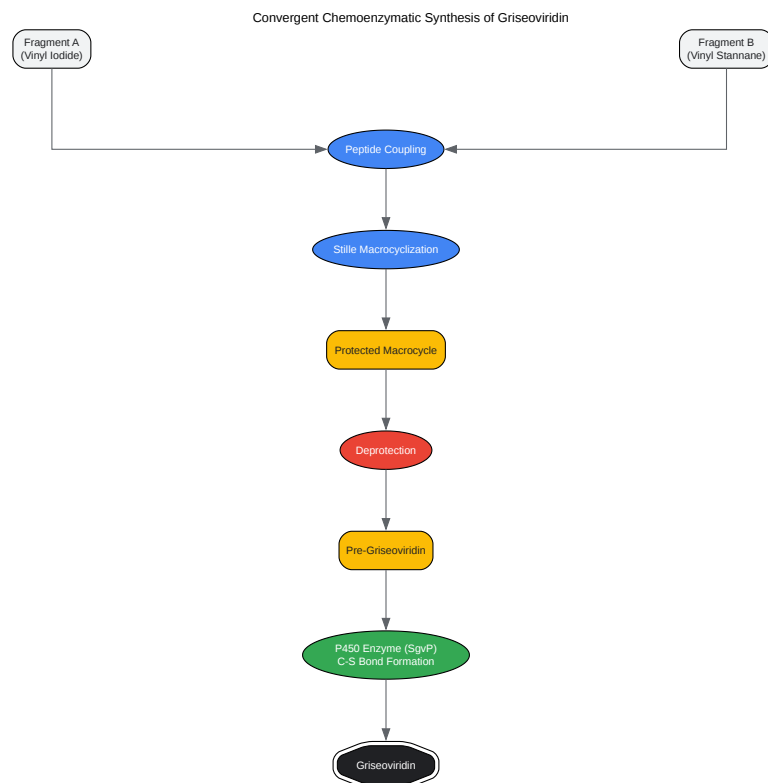 Convergent Chemoenzymatic Synthesis of Griseoviridin
Fragment A
(Vinyl Iodide)
Fragment B
(Vinyl Stannane)
Peptide Coupling
Stille Macrocyclization
Protected Macrocycle
Deprotection
Pre-Griseoviridin
P450 Enzyme (SgvP)
C-S Bond Formation
Griseoviridin